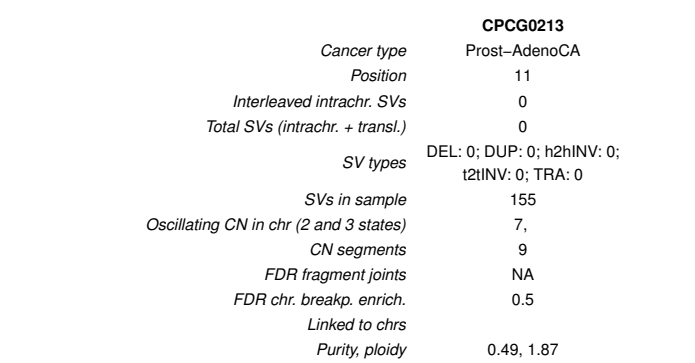 CPCG0213
Cancer type Prost−AdenoCA
Position 11
Interleaved intrachr. SVs 0
Total SVs (intrachr. + transl.) 0
SV types DEL: 0; DUP: 0; h2hINV: 0;
t2tINV: 0; TRA: 0
SVs in sample 155
Oscillating CN in chr (2 and 3 states) 7,
CN segments 9
FDR fragment joints NA
FDR chr. breakp. enrich. 0.5
Linked to chrs
Purity, ploidy 0.49, 1.87